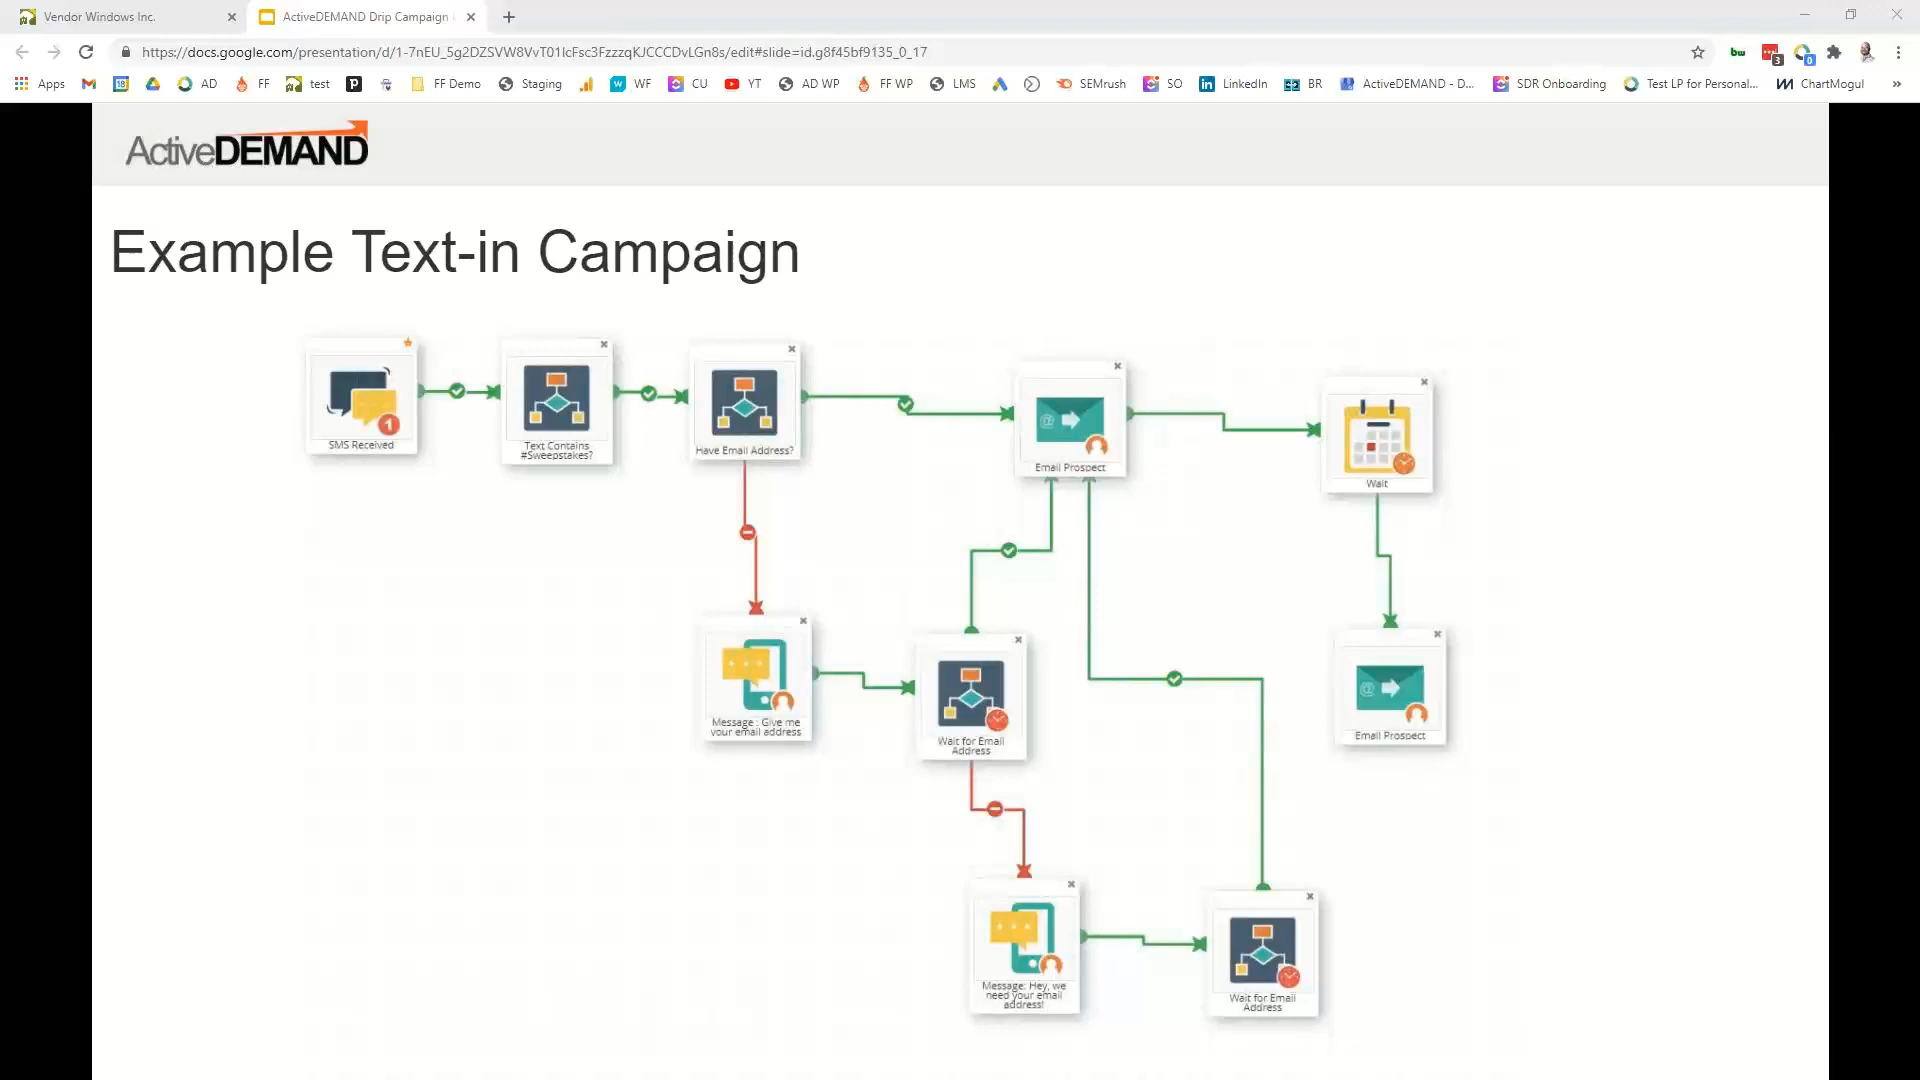 Vendor Windows Inc.
ActiveDEMAND Drip Campaign
https://docs.google.com/presentation/d/1-7nEU_5g2DZSVW8VvT01IcFsc3FzzzqKJCCCDvLGn8s/edit#slide=id.g8f45bf9135_0_17
3
0
Apps
18
AD
FF
test
FF Demo
Staging
WF
CU
YT
AD WP
FF WP
LMS
SEMrush
SO
LinkedIn
BR
ActiveDEMAND - D...
SDR Onboarding
Test LP for Personal...
ChartMogul
»
ActiveDEMAND
Example Text-in Campaign
1
SMS Received
Text Contains
#Sweepstakes?
Have Email Address?
Email Prospect
Wait
Message : Give me
your email address
Wait for Email
Address
Email Prospect
Message: Hey, we
need your email
address!
Wait for Email
Address